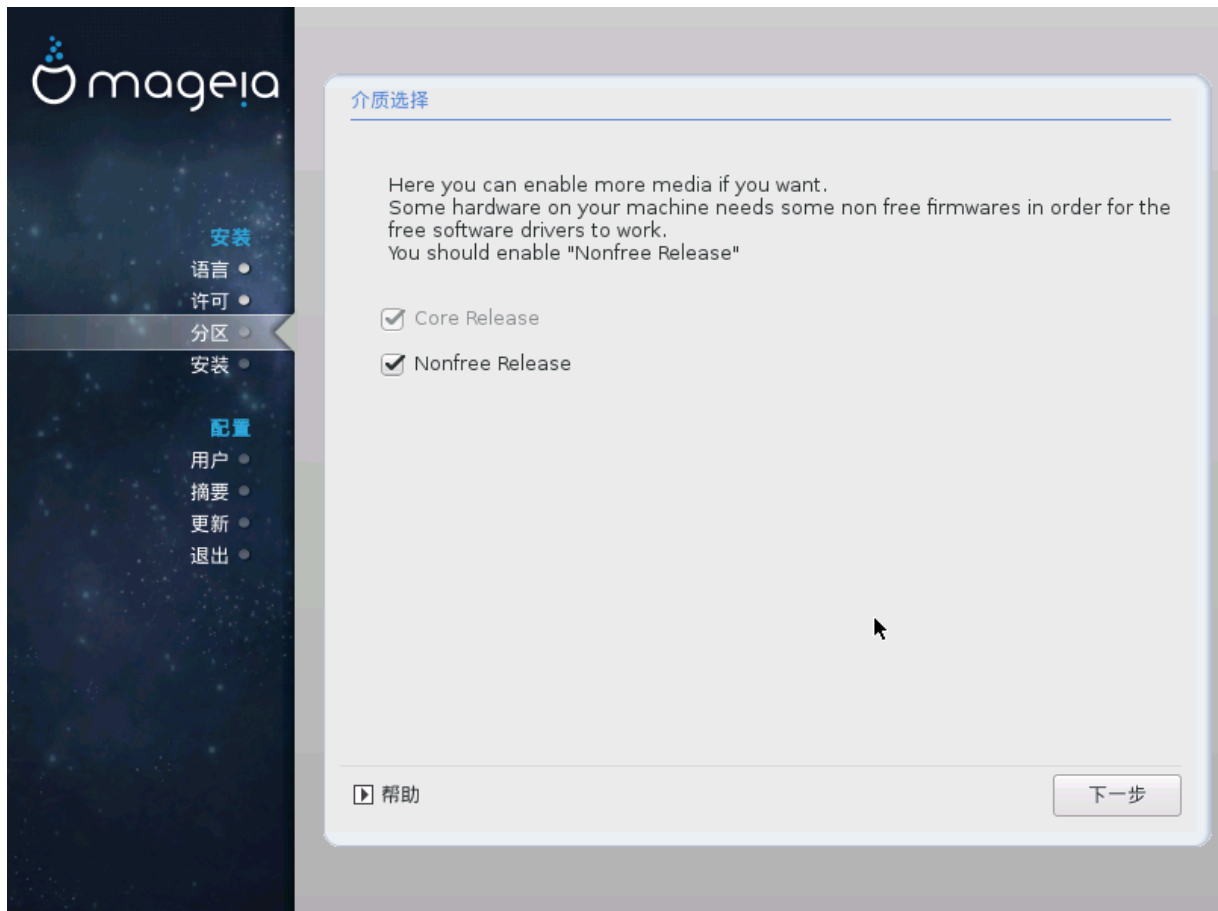 mageia
安装
语言
许可
分区
安装
配置
用户
摘要
更新
退出
介质选择
Here you can enable more media if you want.
Some hardware on your machine needs some non free firmwares in order for the
free software drivers to work.
You should enable "Nonfree Release"
Core Release
Nonfree Release
帮助
下一步